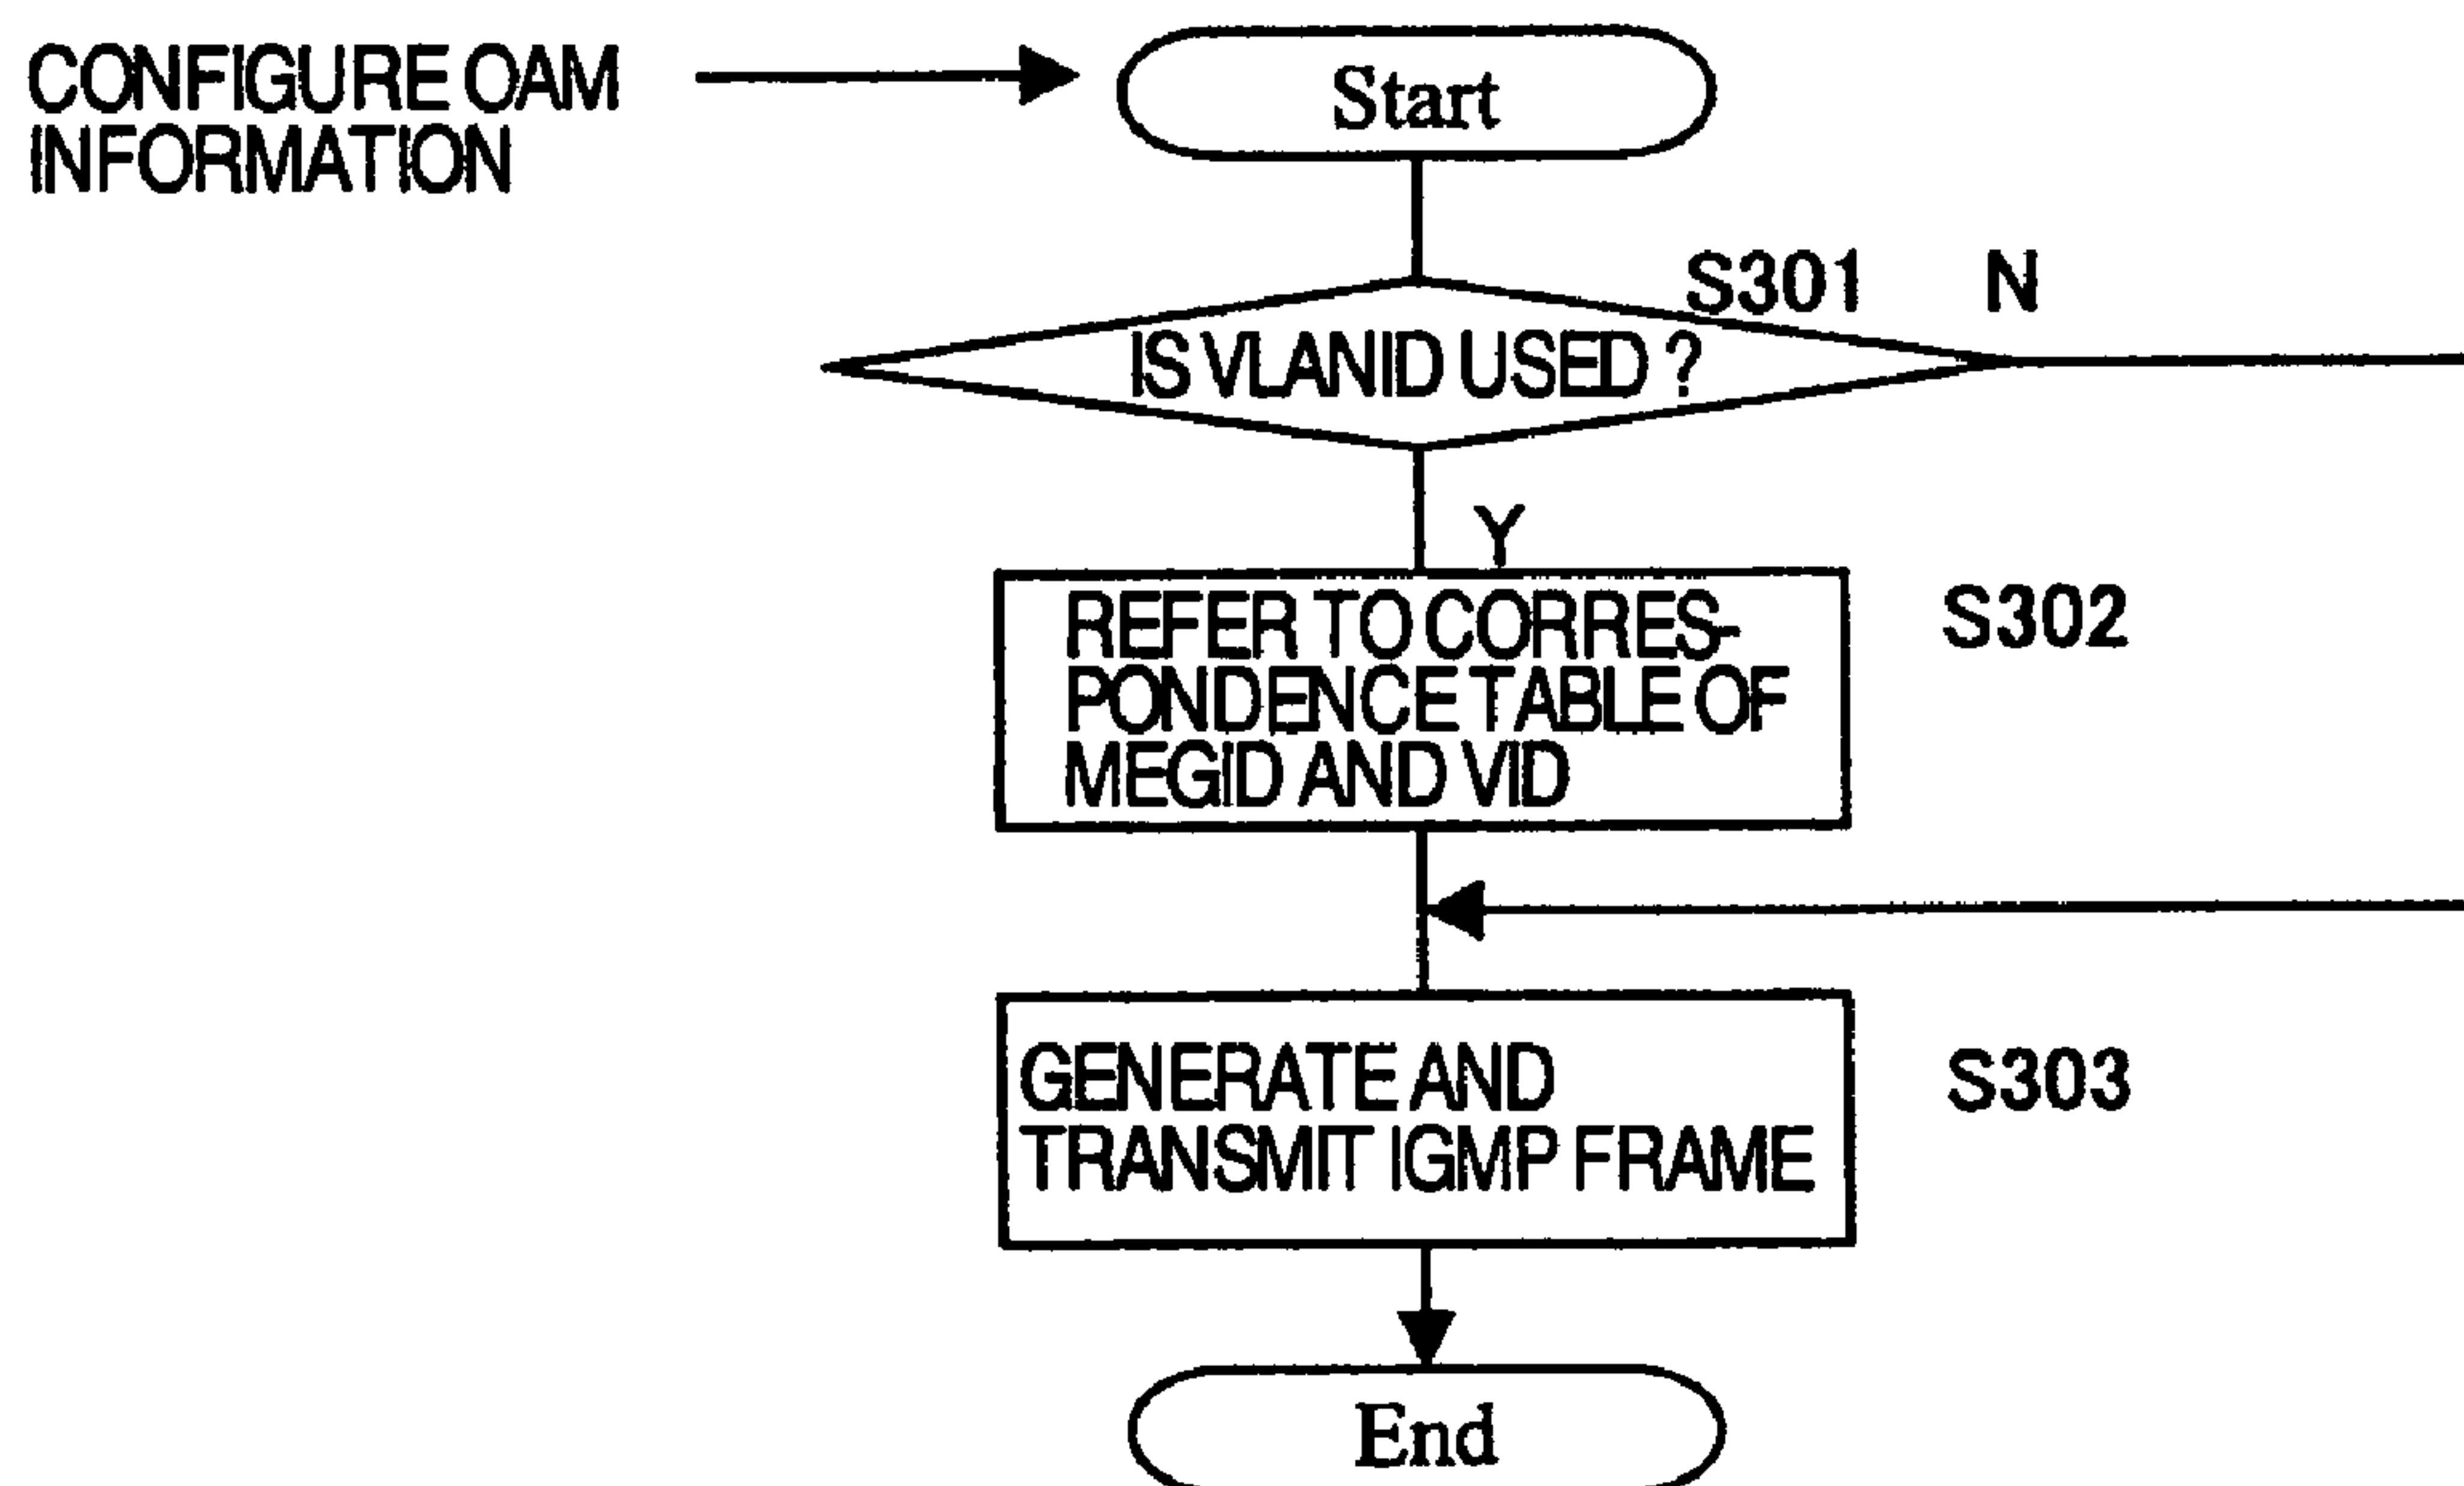 CONFIGURE OAM
INFORMATION
Start
S301
N
IS VLANID USED ?
Y
REFER TO CORRES-
PONDENCE TABLE OF
MEGID AND VID
S302
GENERATE AND
TRANSMIT IGMP FRAME
S303
End